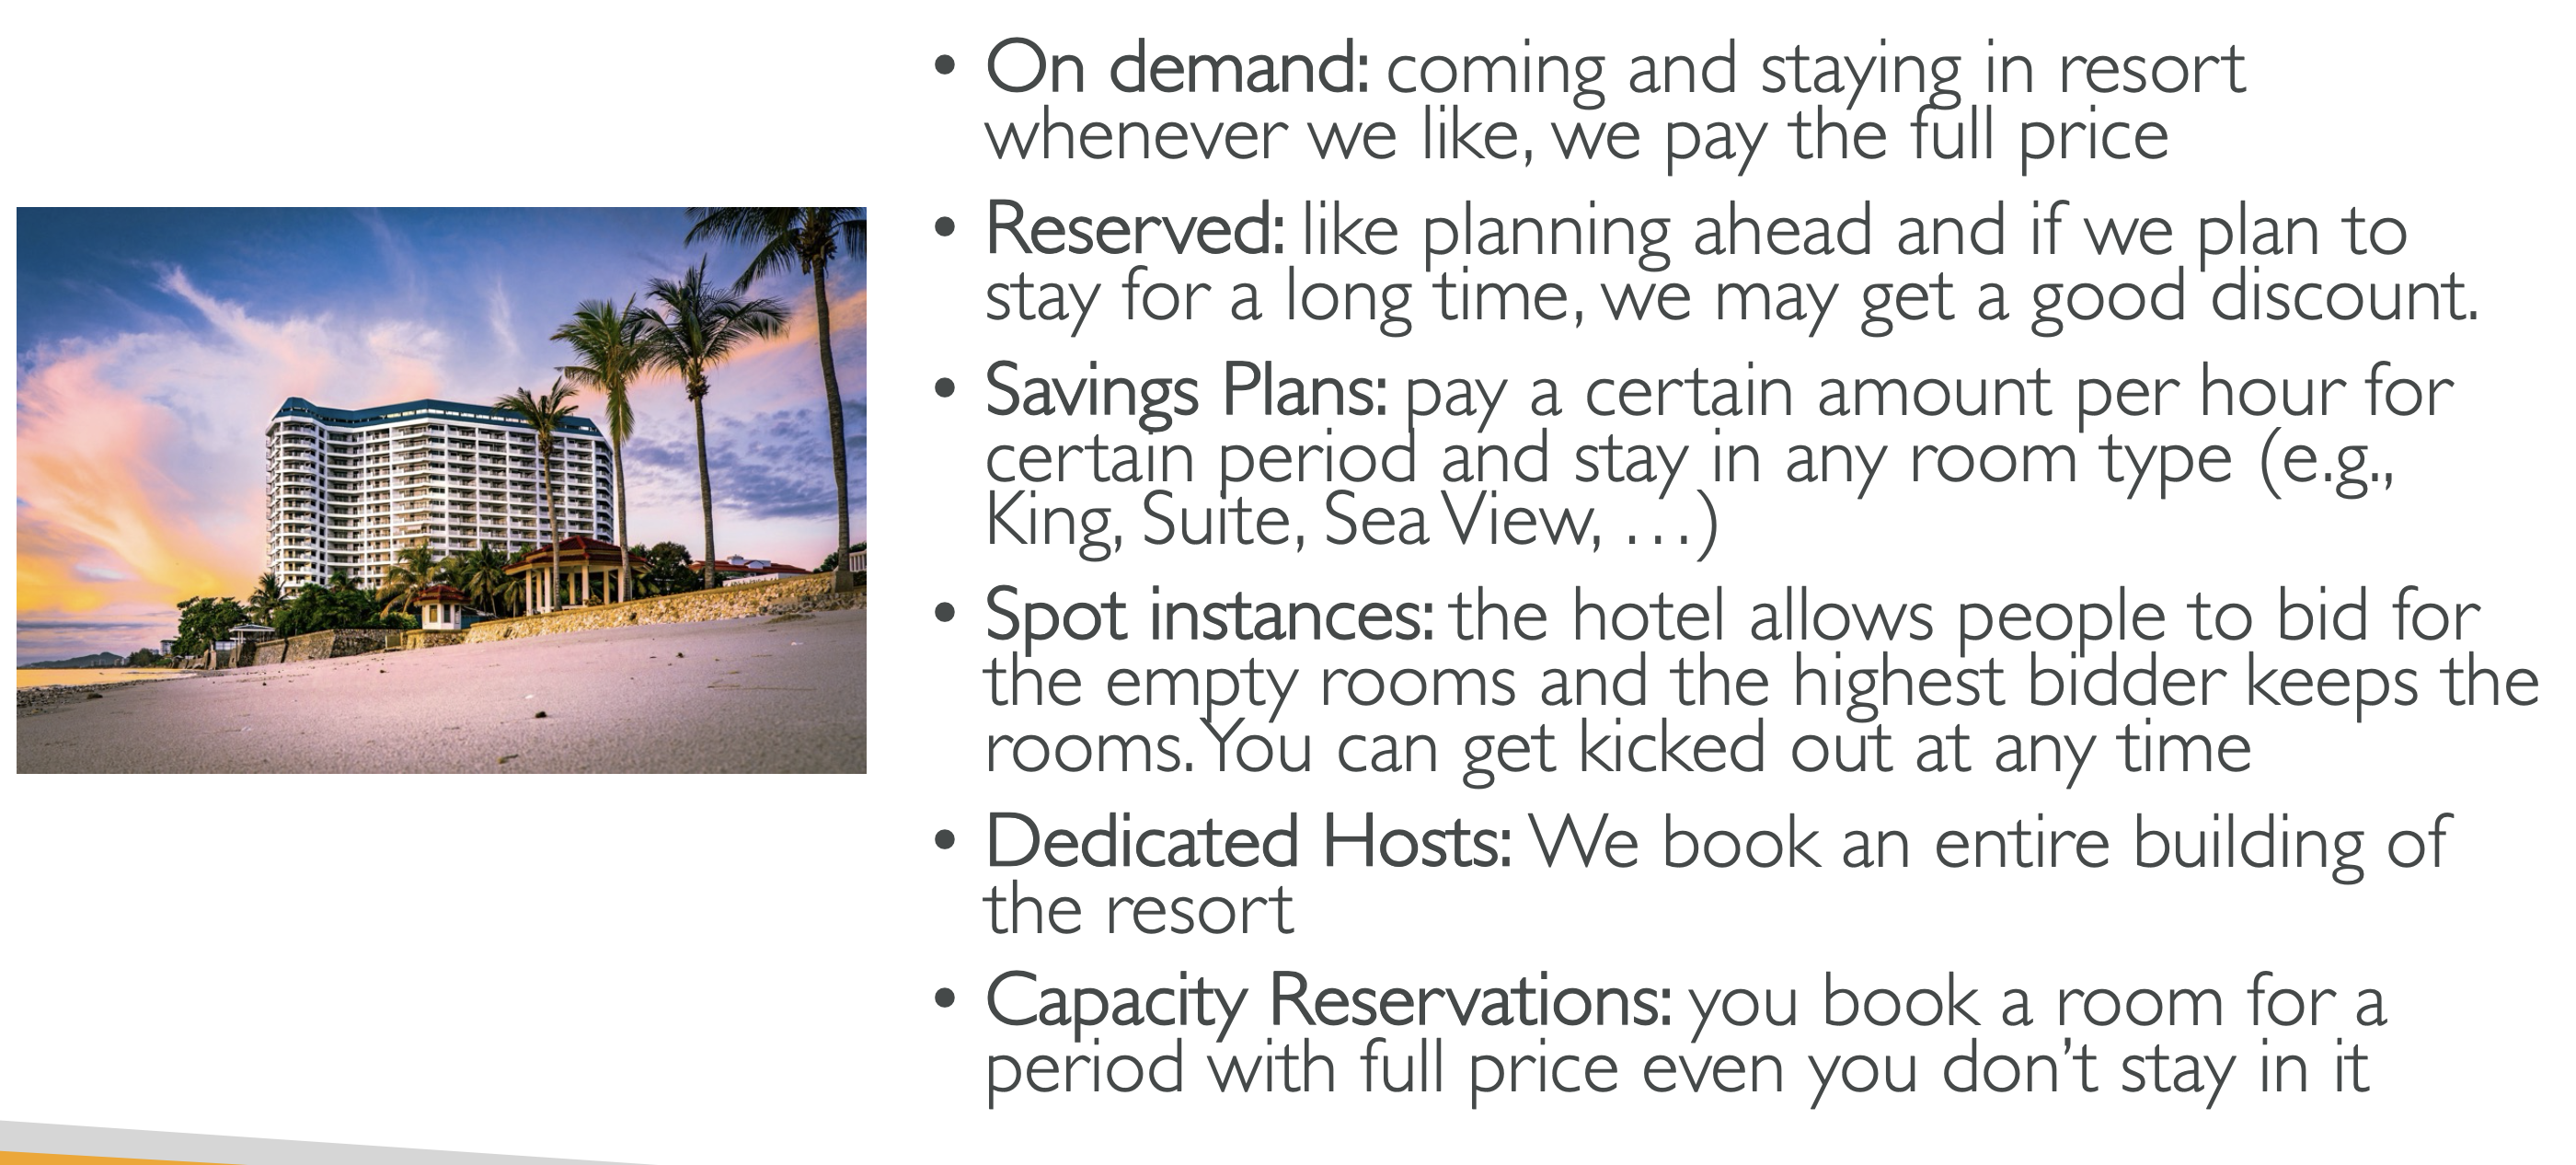 • On demand: coming and staying in resort
whenever we like, we pay the full price
• Reserved: like planning ahead and if we plan to
stay for a long time, we may get a good discount.
• Savings Plans: pay a certain amount per hour for
certain period and stay in any room type (e.g.,
King, Suite, Sea View, …)
• Spot instances: the hotel allows people to bid for
the empty rooms and the highest bidder keeps the
rooms. You can get kicked out at any time
• Dedicated Hosts: We book an entire building of
the resort
• Capacity Reservations: you book a room for a
period with full price even you don’t stay in it